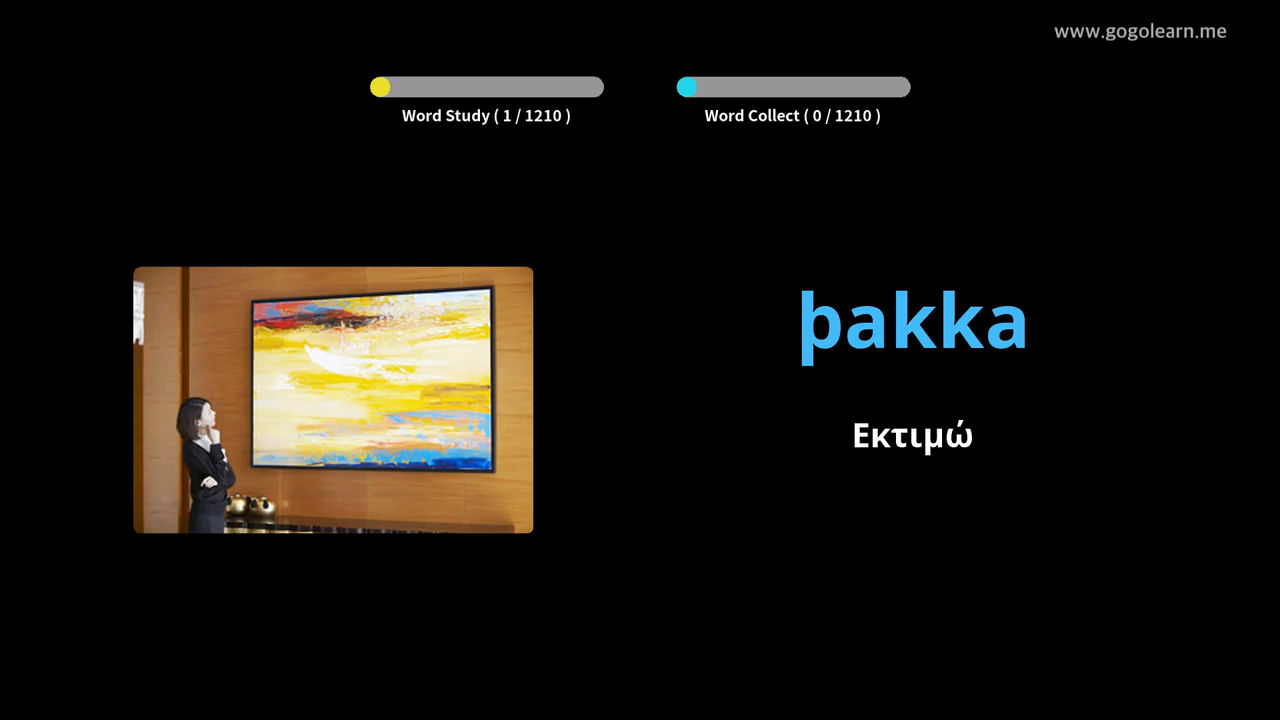 www.gogolearn.me
Word Study ( 1 / 1210 )
Word Collect ( 0 / 1210 )
þakka
Εκτιμώ